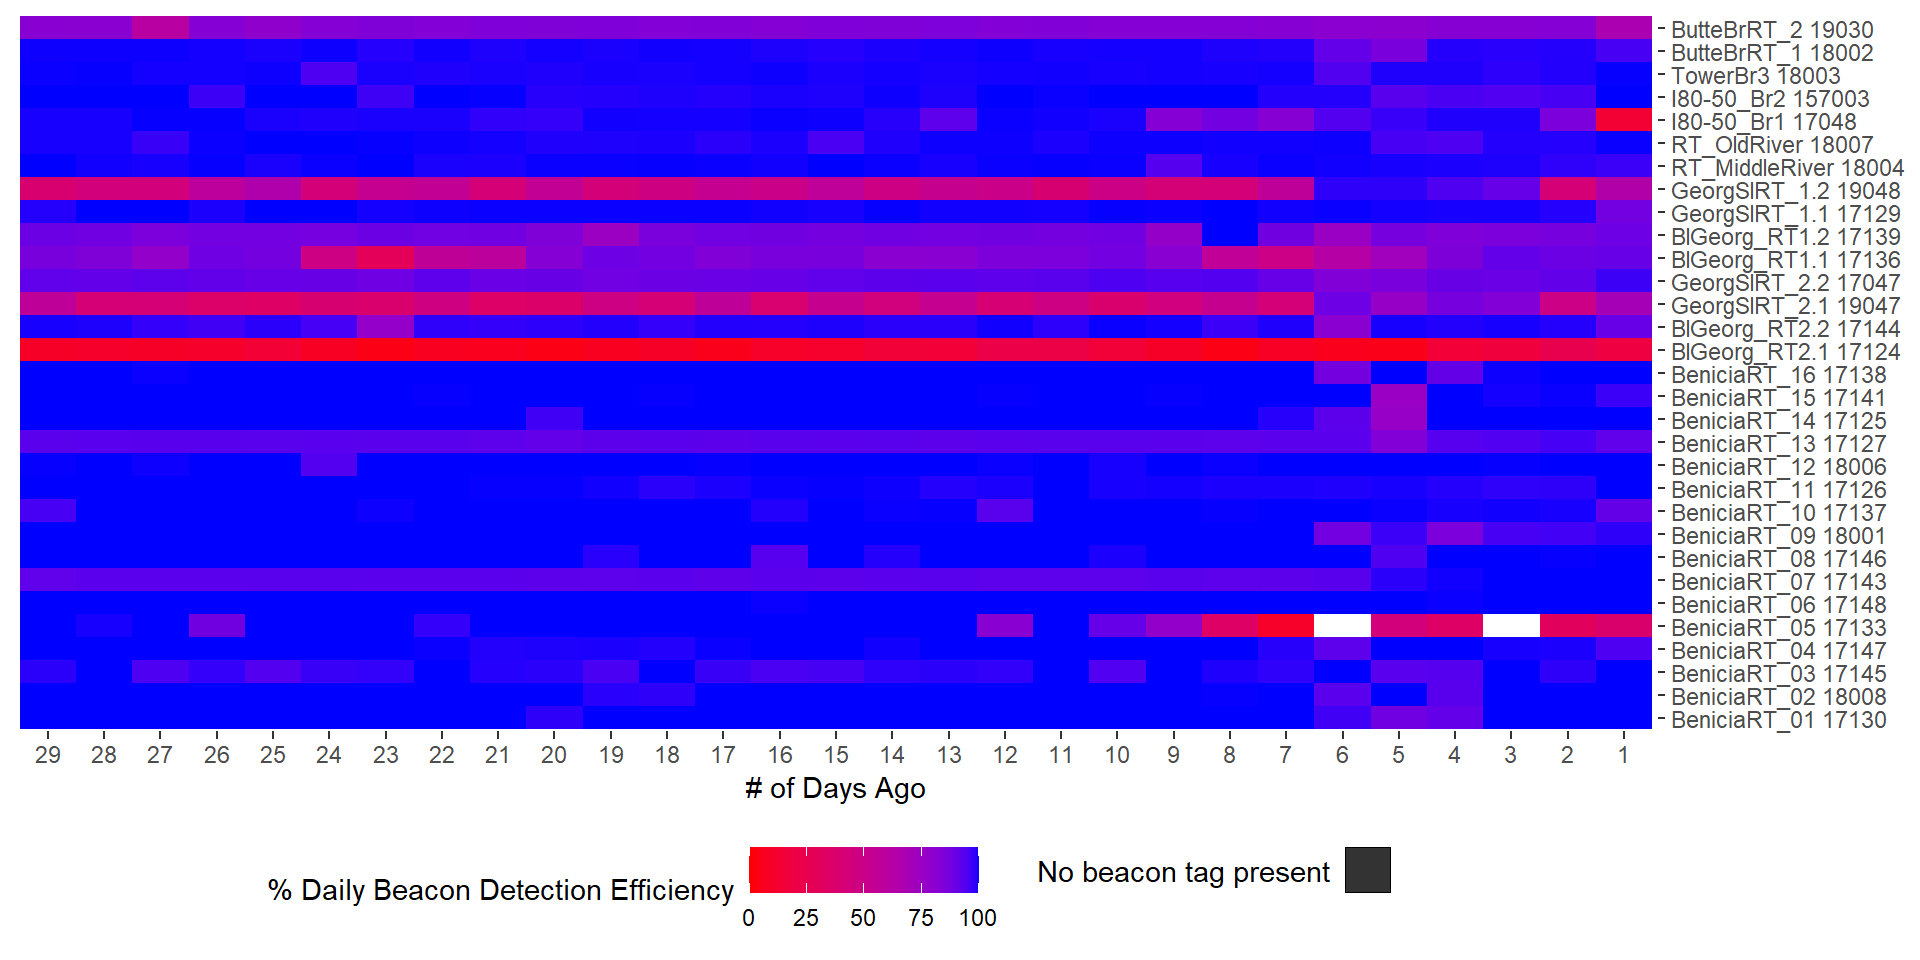 ButteBrRT_2 19030
ButteBrRT_1 18002
TowerBr3 18003
I80-50_Br2 157003
I80-50_Br1 17048
RT_OldRiver 18007
RT_MiddleRiver 18004
GeorgSlRT_1.2 19048
GeorgSlRT_1.1 17129
BlGeorg_RT1.2 17139
BlGeorg_RT1.1 17136
GeorgSlRT_2.2 17047
GeorgSlRT_2.1 19047
BlGeorg_RT2.2 17144
BlGeorg_RT2.1 17124
BeniciaRT_16 17138
BeniciaRT_15 17141
BeniciaRT_14 17125
BeniciaRT_13 17127
BeniciaRT_12 18006
BeniciaRT_11 17126
BeniciaRT_10 17137
BeniciaRT_09 18001
BeniciaRT_08 17146
BeniciaRT_07 17143
BeniciaRT_06 17148
BeniciaRT_05 17133
BeniciaRT_04 17147
BeniciaRT_03 17145
BeniciaRT_02 18008
BeniciaRT_01 17130
29 28 27 26 25 24 23 22 21 20 19 18 17 16 15 14 13 12 11 10 9 8 7 6 5 4 3 2 1
# of Days Ago
% Daily Beacon Detection Efficiency
0 25 50 75 100
No beacon tag present